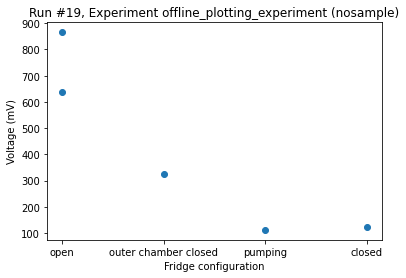 Run #19, Experiment offline_plotting_experiment (nosample)
900
800
700
600
500
400
300
200
100
Voltage (mV)
open
outer chamber closed
pumping
closed
Fridge configuration